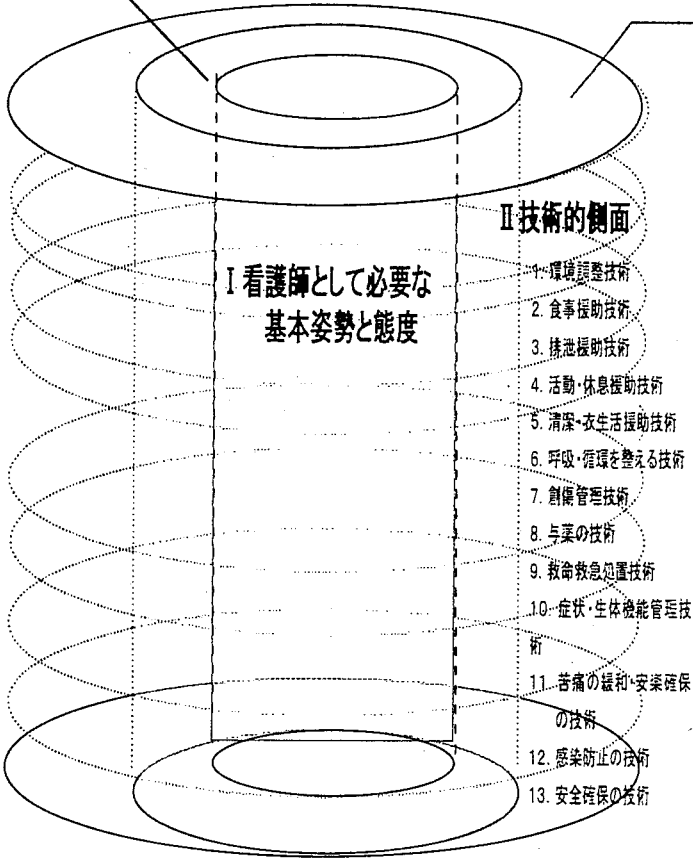 Ⅰ看護師として必要な
基本姿勢と態度
Ⅱ技術的側面
1. 環境調整技術
2. 食事援助技術
3. 排泄援助技術
4. 活動・休息援助技術
5. 清潔・衣生活援助技術
6. 呼吸・循環を整える技術
7. 創傷管理技術
8. 与薬の技術
9. 救命救急処置技術
10. 症状・生体機能管理技
術
11. 苦痛の緩和・安楽確保
の技術
12. 感染防止の技術
13. 安全確保の技術